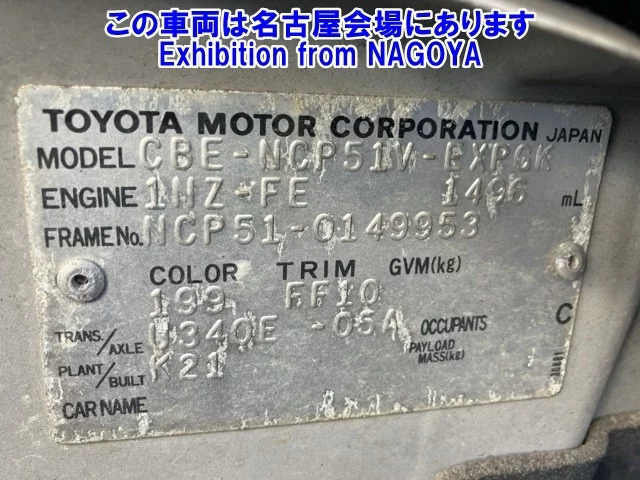 この車両は名古屋会場にあります
Exhibition from NAGOYA
TOYOTA MOTOR CORPORATION JAPAN
MODEL CBE-NCP51V-EXPGK
ENGINE 1NZ-FE 1496 mL
FRAME No. NCP51-0149953
COLOR TRIM GVM(kg)
199 FF10
TRANS/AXLE U340E -05A OCCUPANTS C
PLANT/BUILT K21 PAYLOAD MASS(kg)
CAR NAME